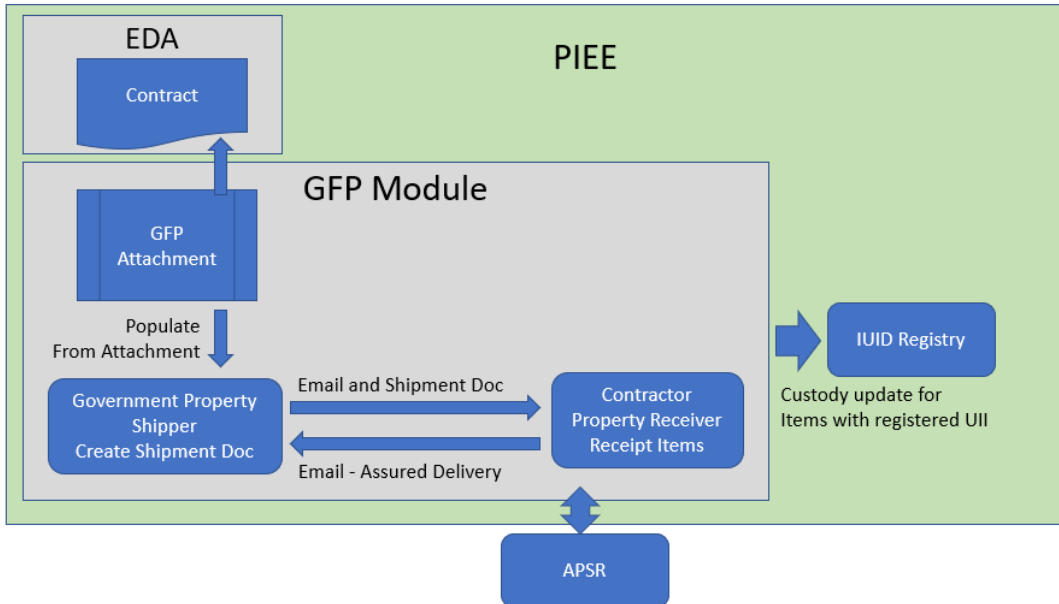 EDA
PIEE
Contract
GFP Module
GFP
Attachment
Populate
From Attachment
IUID Registry
Government Property
Shipper
Create Shipment Doc
Email and Shipment Doc
Email - Assured Delivery
Contractor
Property Receiver
Receipt Items
Custody update for
Items with registered UII
APSR